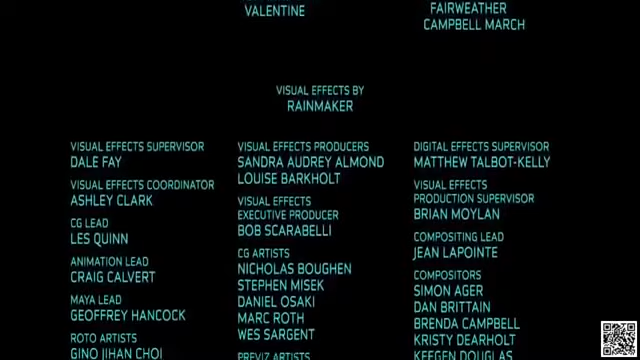 VALENTINE
FAIRWEATHER
CAMPBELL MARCH
VISUAL EFFECTS BY
RAINMAKER
VISUAL EFFECTS SUPERVISOR
DALE FAY
VISUAL EFFECTS COORDINATOR
ASHLEY CLARK
CG LEAD
LES QUINN
ANIMATION LEAD
CRAIG CALVERT
MAYA LEAD
GEOFFREY HANCOCK
ROTO ARTISTS
GINO JIHAN CHOI
VISUAL EFFECTS PRODUCERS
SANDRA AUDREY ALMOND
LOUISE BARKHOLT
VISUAL EFFECTS
EXECUTIVE PRODUCER
BOB SCARABELLI
CG ARTISTS
NICHOLAS BOUGHEN
STEPHEN MISEK
DANIEL OSAKI
MARC ROTH
WES SARGENT
PREVIZ ARTISTS
DIGITAL EFFECTS SUPERVISOR
MATTHEW TALBOT-KELLY
VISUAL EFFECTS
PRODUCTION SUPERVISOR
BRIAN MOYLAN
COMPOSITING LEAD
JEAN LAPOINTE
COMPOSITORS
SIMON AGER
DAN BRITTAIN
BRENDA CAMPBELL
KRISTY DEARHOLT
KEEGEN DOUGLAS